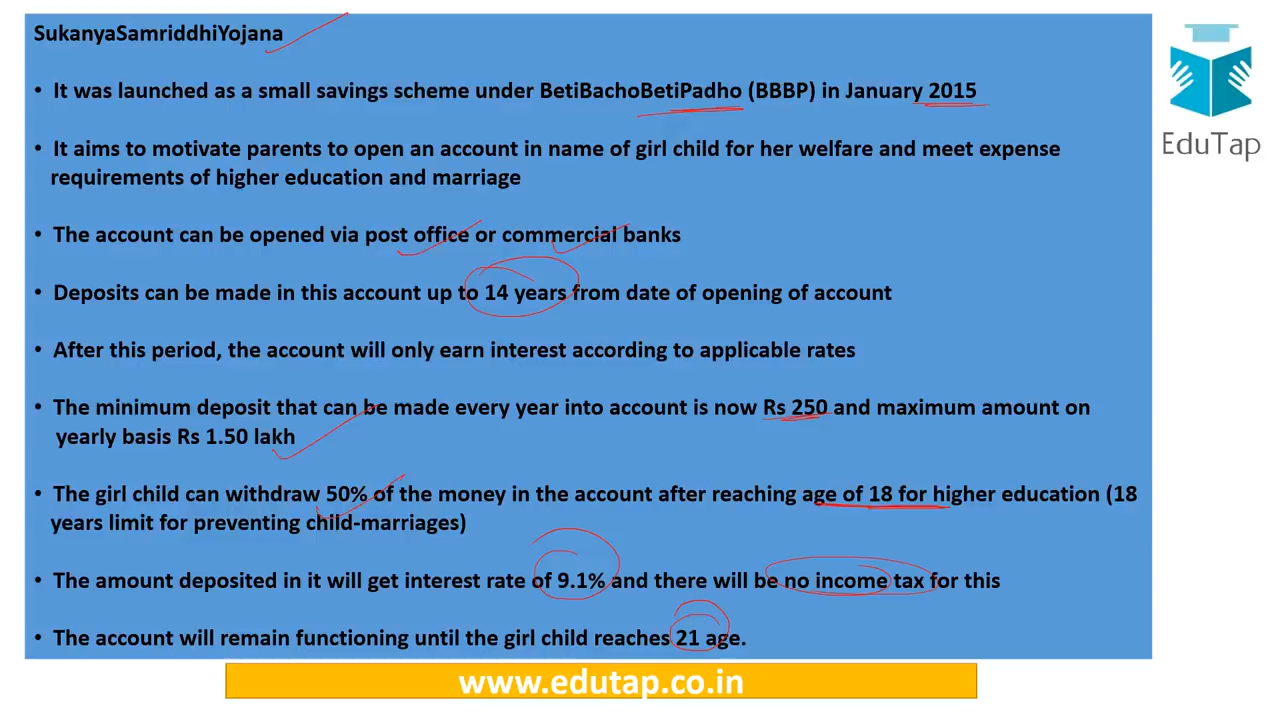 SukanyaSamriddhiYojana
• It was launched as a small savings scheme under BetiBachoBetiPadho (BBBP) in January 2015
• It aims to motivate parents to open an account in name of girl child for her welfare and meet expense
requirements of higher education and marriage
• The account can be opened via post office or commercial banks
• Deposits can be made in this account up to 14 years from date of opening of account
• After this period, the account will only earn interest according to applicable rates
• The minimum deposit that can be made every year into account is now Rs 250 and maximum amount on
yearly basis Rs 1.50 lakh
• The girl child can withdraw 50% of the money in the account after reaching age of 18 for higher education (18
years limit for preventing child-marriages)
• The amount deposited in it will get interest rate of 9.1% and there will be no income tax for this
• The account will remain functioning until the girl child reaches 21 age.
EduTap
www.edutap.co.in